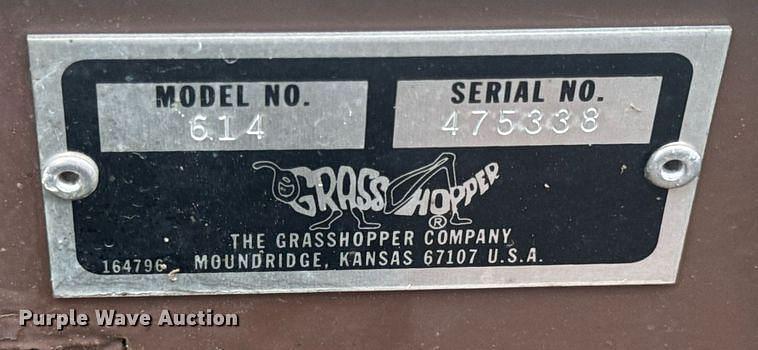 MODEL NO.
614
SERIAL NO.
475338
GRASSHOPPER
®
THE GRASSHOPPER COMPANY
MOUNDRIDGE, KANSAS 67107 U.S.A.
164796
Purple Wave Auction